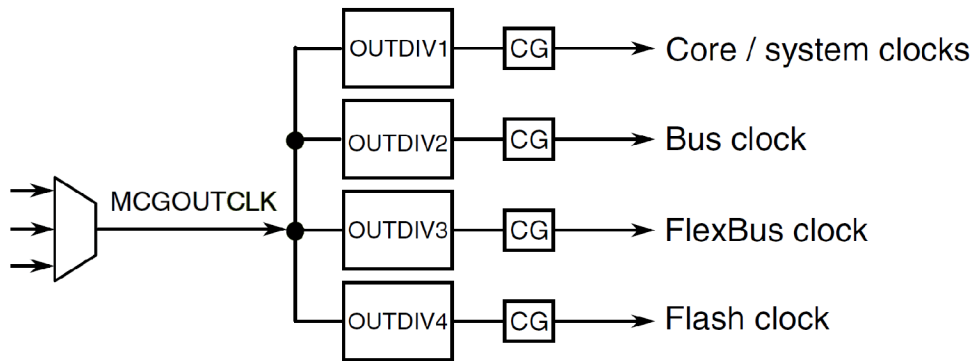 OUTDIV1 CG Core / system clocks
OUTDIV2 CG Bus clock
MCGOUTCLK
OUTDIV3 CG FlexBus clock
OUTDIV4 CG Flash clock